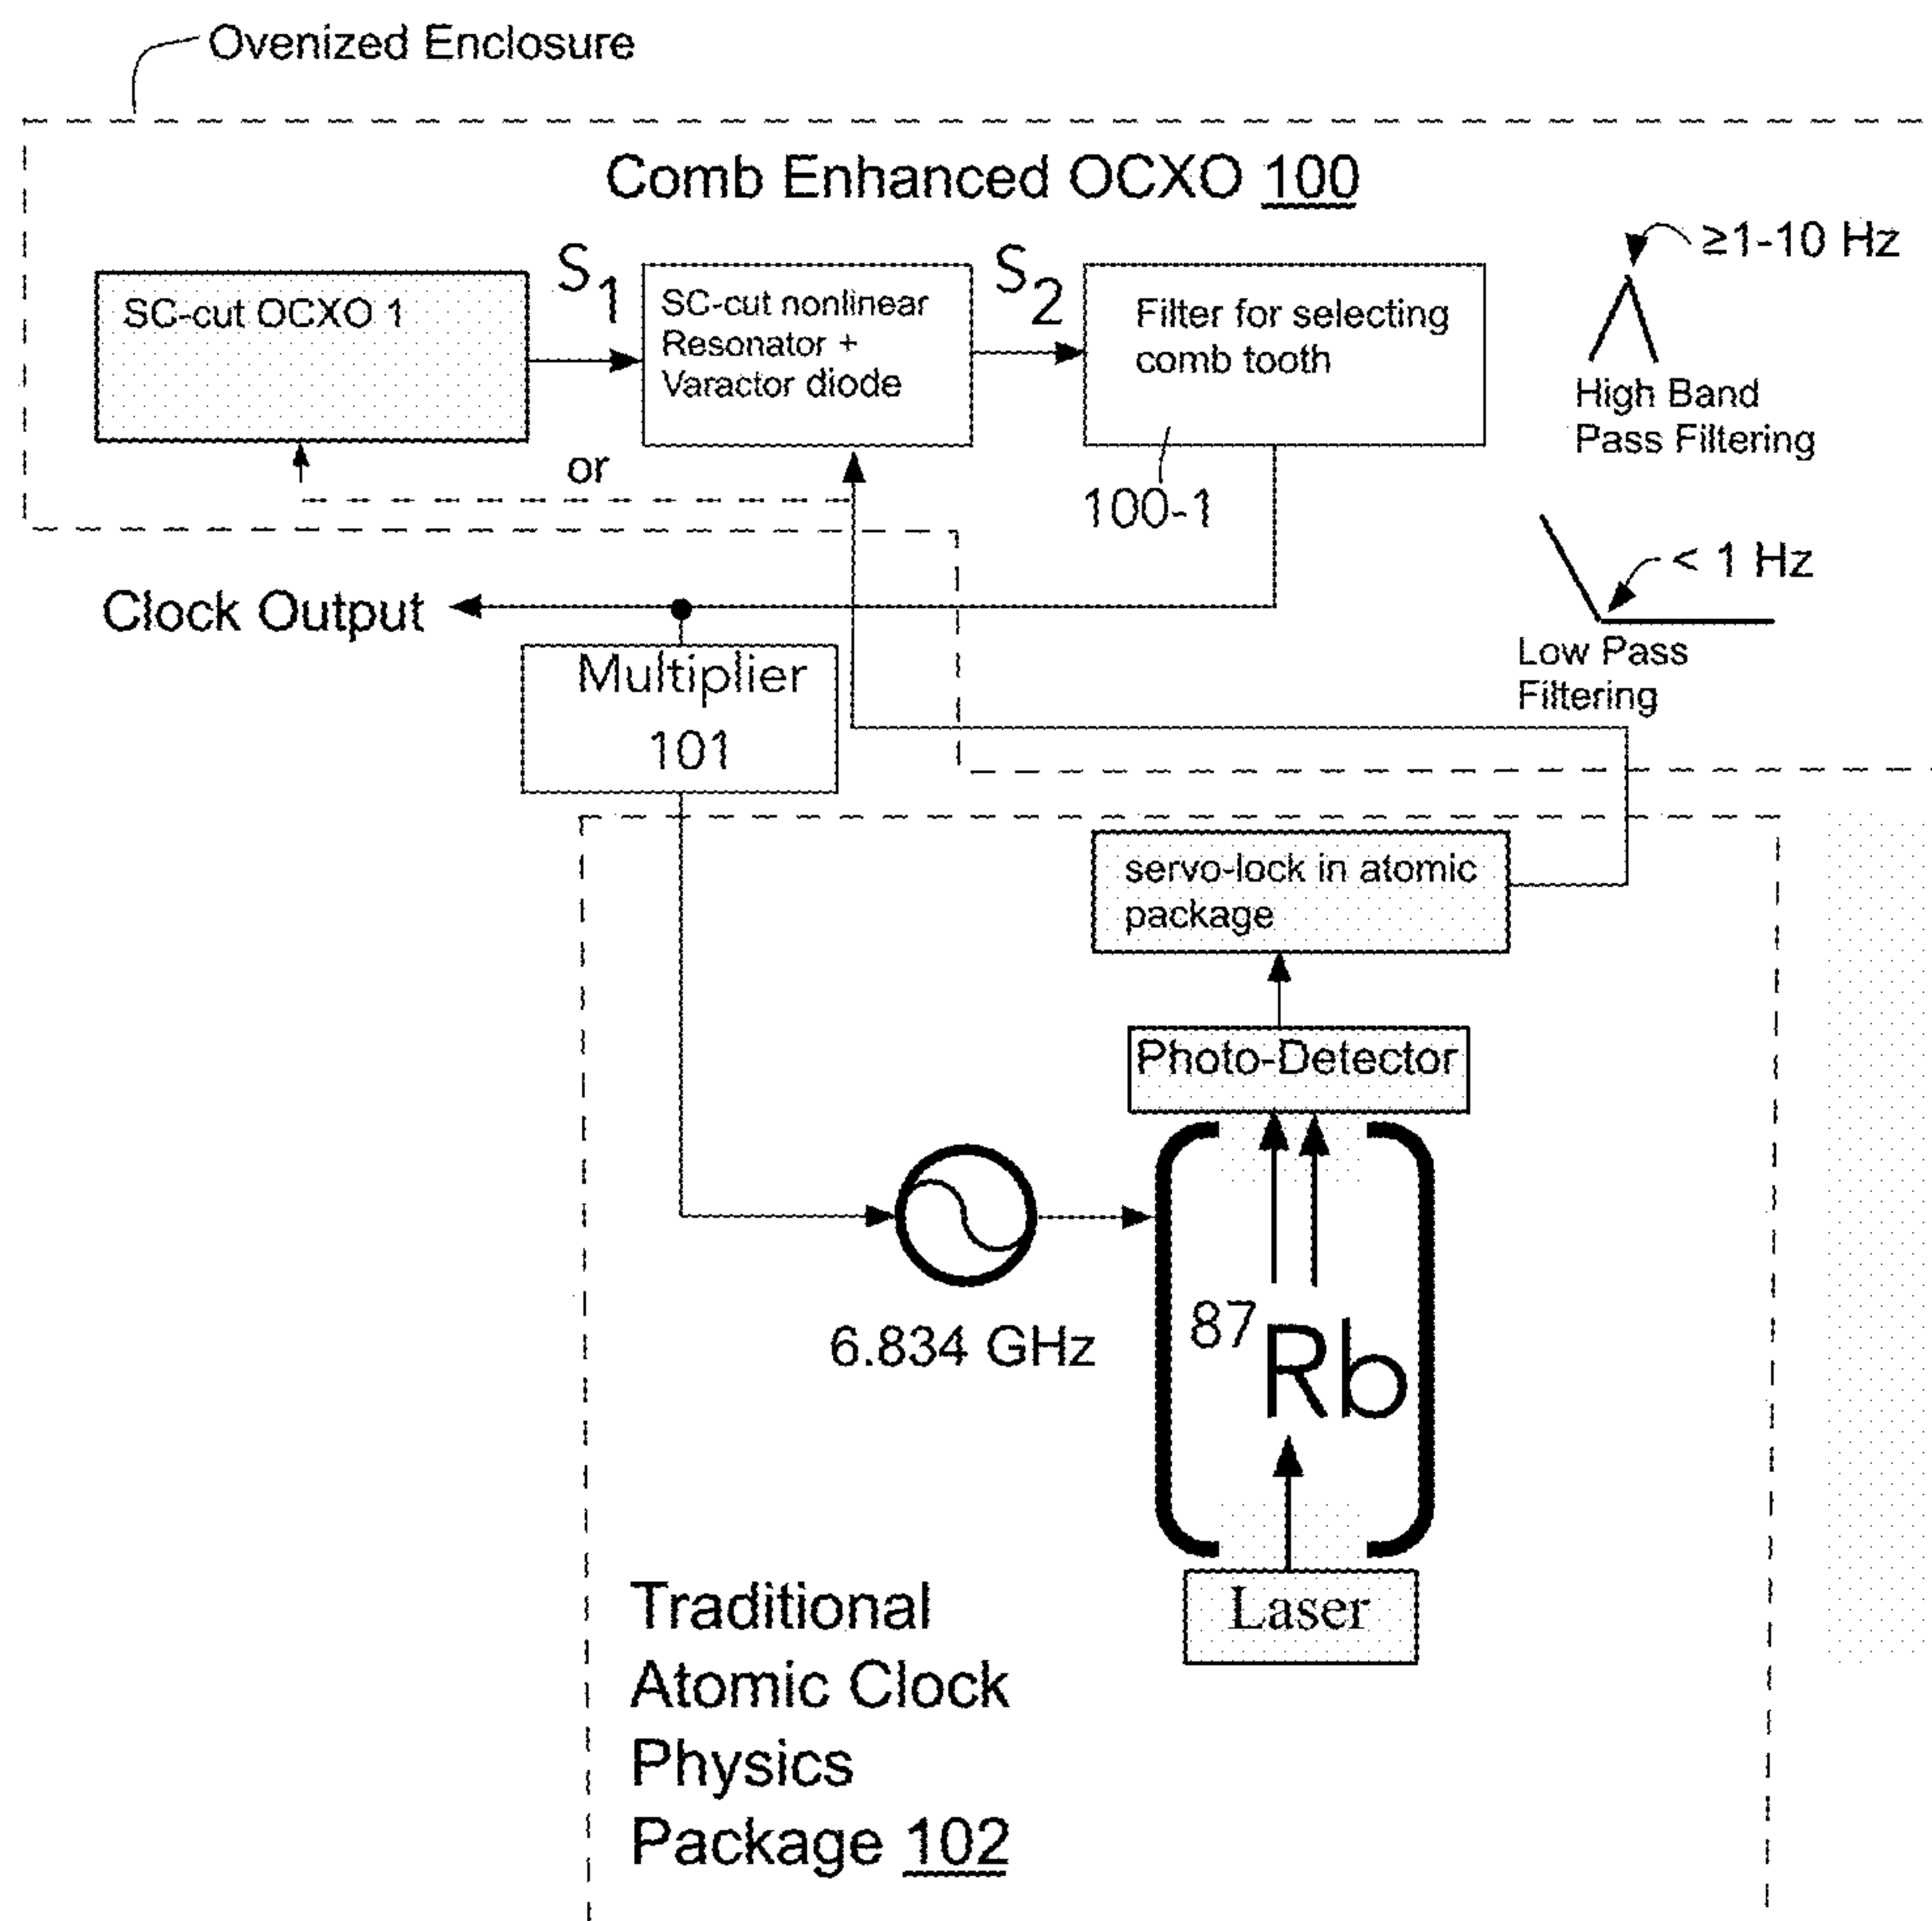 Ovenized Enclosure
Comb Enhanced OCXO 100
≥1-10 Hz
S1
S2
SC-cut OCXO 1
SC-cut nonlinear
Resonator +
Varactor diode
Filter for selecting
comb tooth
High Band
Pass Filtering
or
100-1
< 1 Hz
Clock Output
Low Pass
Filtering
Multiplier
101
servo-lock in atomic
package
Photo-Detector
6.834 GHz
87Rb
Laser
Traditional
Atomic Clock
Physics
Package 102